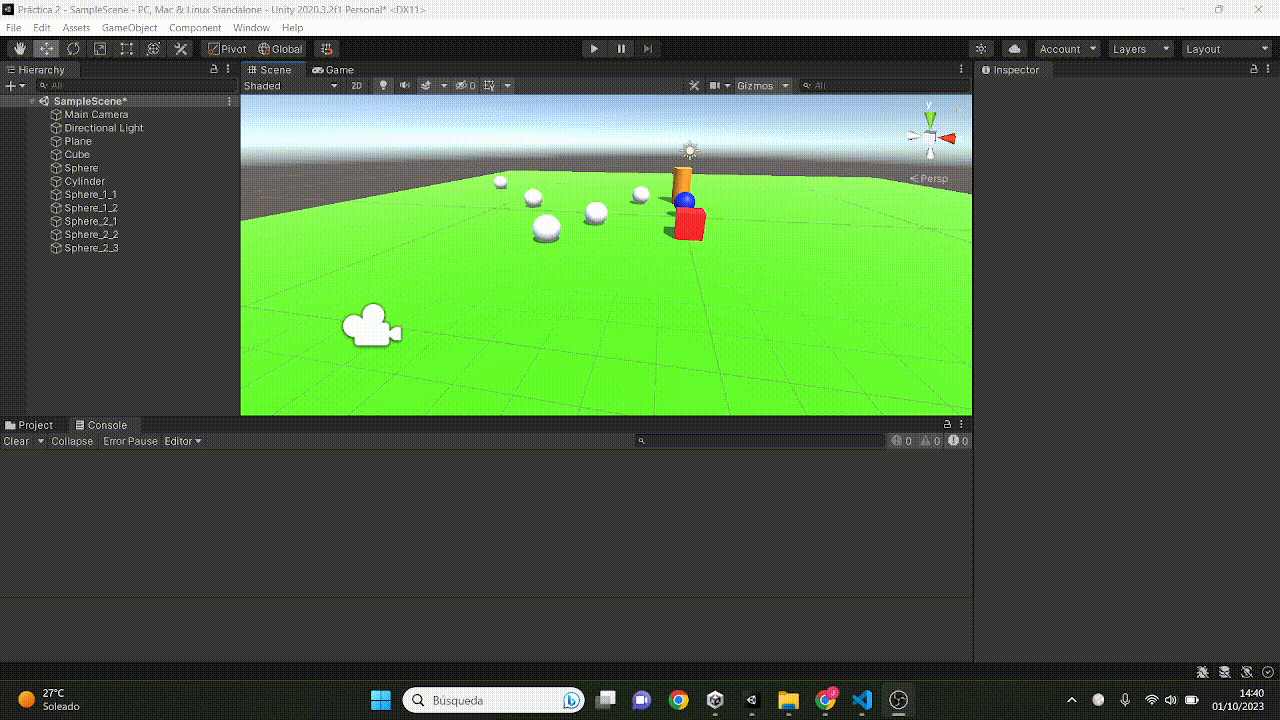 Práctica 2 - SampleScene - PC, Mac & Linux Standalone - Unity 2020.3.2f1 Personal* <DX11>
File Edit Assets GameObject Component Window Help
Pivot Global Account Layers Layout
Hierarchy Scene Game Inspector
All Shaded 2D 0 Gizmos All
SampleScene*
Main Camera
Directional Light
Plane
Cube
Sphere
Cylinder
Sphere_1_1
Sphere_1_2
Sphere_2_1
Sphere_2_2
Sphere_2_3
y
< Persp
Project Console
Clear Collapse Error Pause Editor 0 0 0
27°C
Soleado
Búsqueda
14:40
01/10/2023